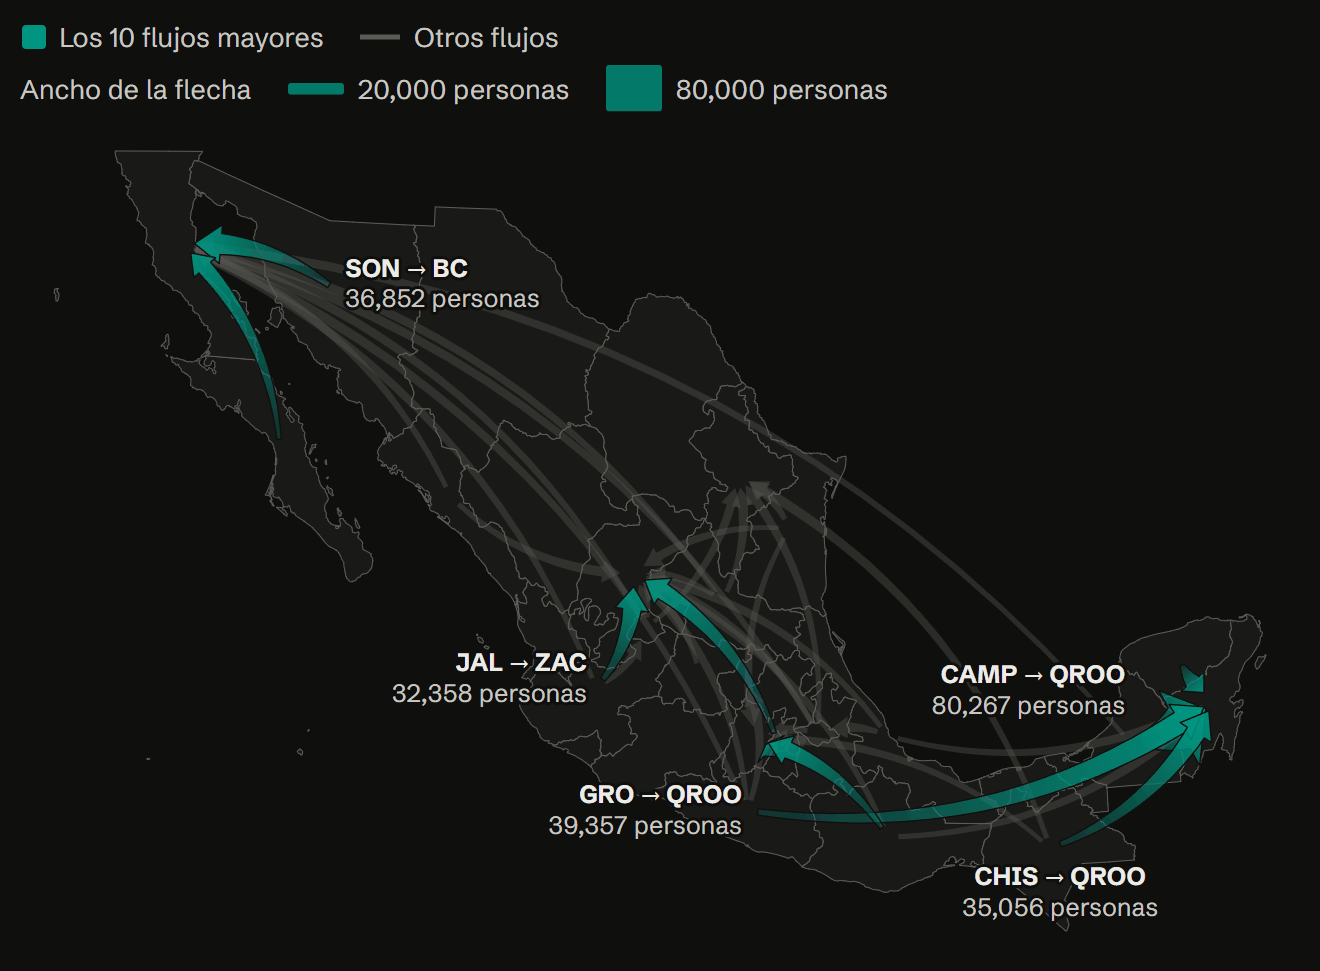 Los 10 flujos mayores
Otros flujos
Ancho de la flecha
20,000 personas
80,000 personas
SON → BC
36,852 personas
JAL → ZAC
32,358 personas
CAMP → QROO
80,267 personas
GRO → QROO
39,357 personas
CHIS → QROO
35,056 personas